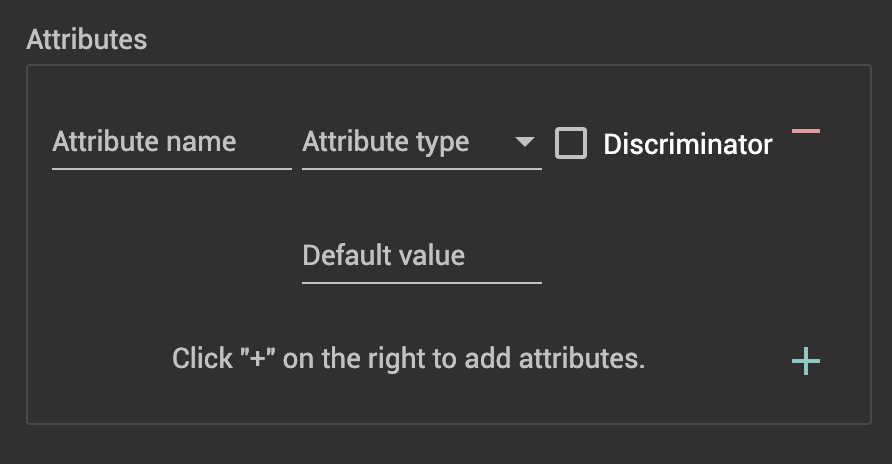 Attributes
Attribute name Attribute type Discriminator
Default value
Click "+" on the right to add attributes.